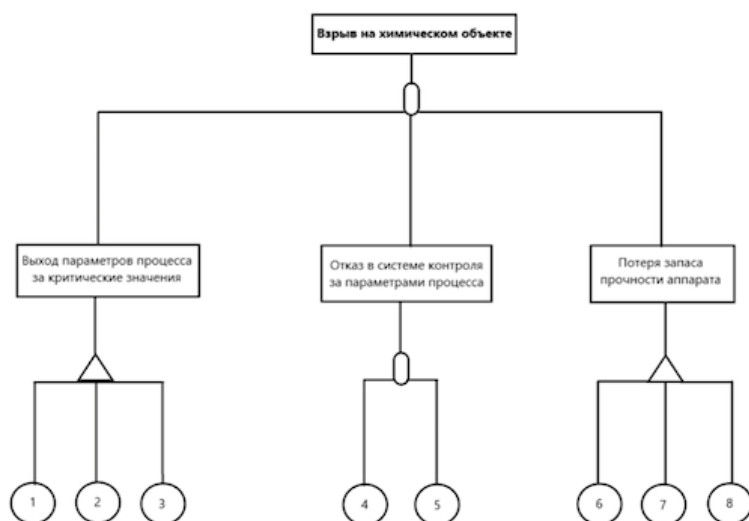 Взрыв на химическом объекте
Выход параметров процесса
за критические значения
Отказ в системе контроля
за параметрами процесса
Потеря запаса
прочности аппарата
1
2
3
4
5
6
7
8